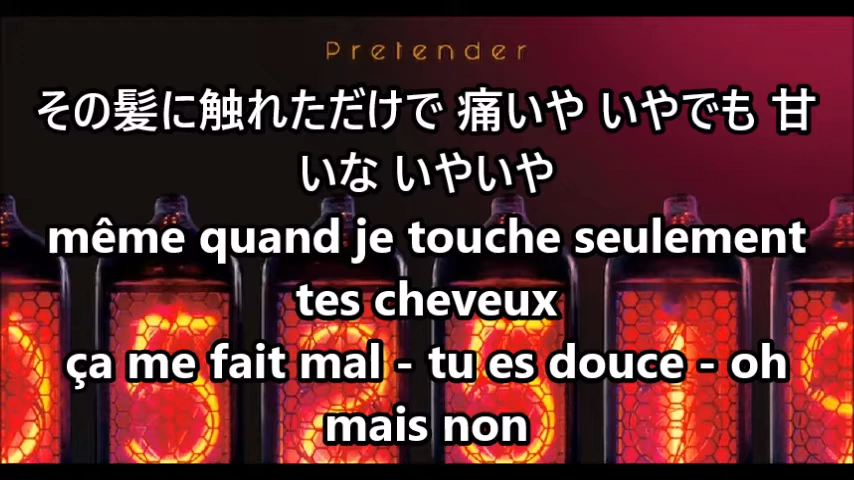 Pretender
その髪に触れただけで 痛いや いやでも 甘
いな いやいや
même quand je touche seulement
tes cheveux
ça me fait mal - tu es douce - oh
mais non